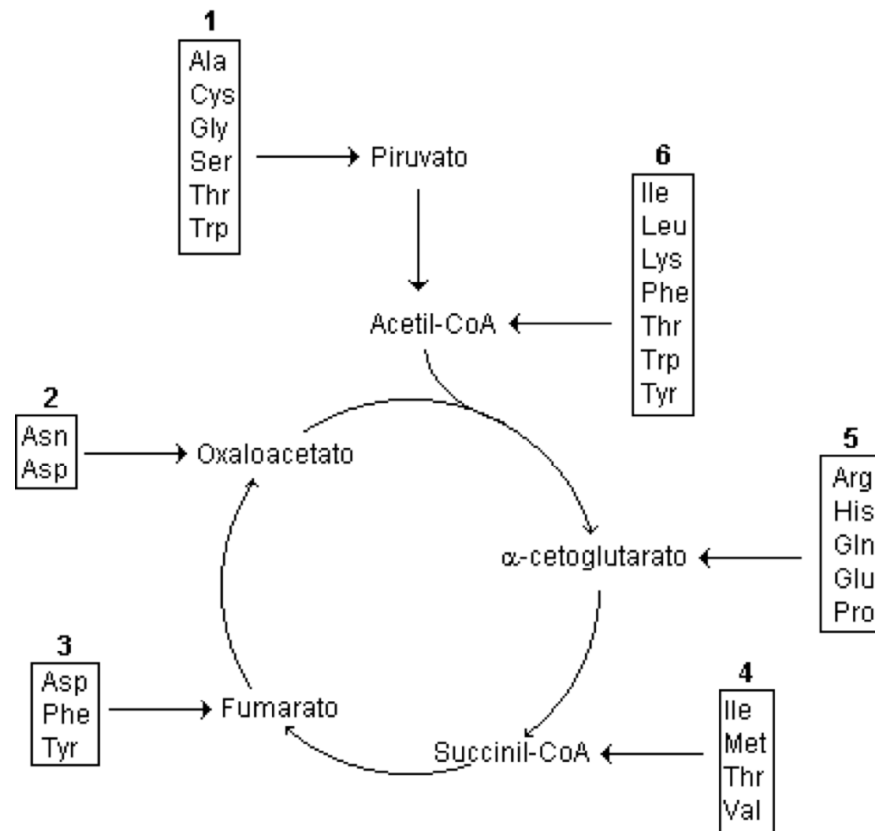 1
Ala
Cys
Gly
Ser
Thr
Trp
Piruvato
6
Ile
Leu
Lys
Phe
Thr
Trp
Tyr
Acetil-CoA
2
Asn
Asp
Oxaloacetato
5
Arg
His
Gln
Glu
Pro
α-cetoglutarato
3
Asp
Phe
Tyr
Fumarato
4
Ile
Met
Thr
Val
Succinil-CoA